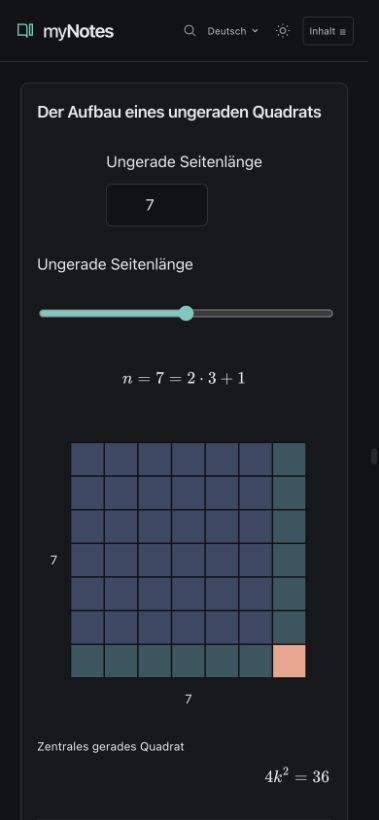 myNotes
Deutsch
Inhalt ≡
Der Aufbau eines ungeraden Quadrats
Ungerade Seitenlänge
7
Ungerade Seitenlänge
n = 7 = 2 · 3 + 1
7
7
Zentrales gerades Quadrat
4k² = 36